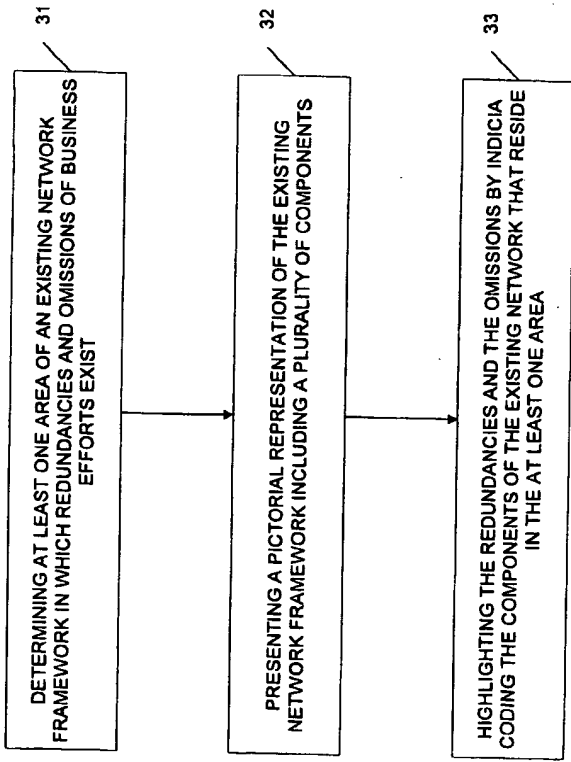 31
DETERMINING AT LEAST ONE AREA OF AN EXISTING NETWORK
FRAMEWORK IN WHICH REDUNDANCIES AND OMISSIONS OF BUSINESS
EFFORTS EXIST
32
PRESENTING A PICTORIAL REPRESENTATION OF THE EXISTING
NETWORK FRAMEWORK INCLUDING A PLURALITY OF COMPONENTS
33
HIGHLIGHTING THE REDUNDANCIES AND THE OMISSIONS BY INDICIA
CODING THE COMPONENTS OF THE EXISTING NETWORK THAT RESIDE
IN THE AT LEAST ONE AREA